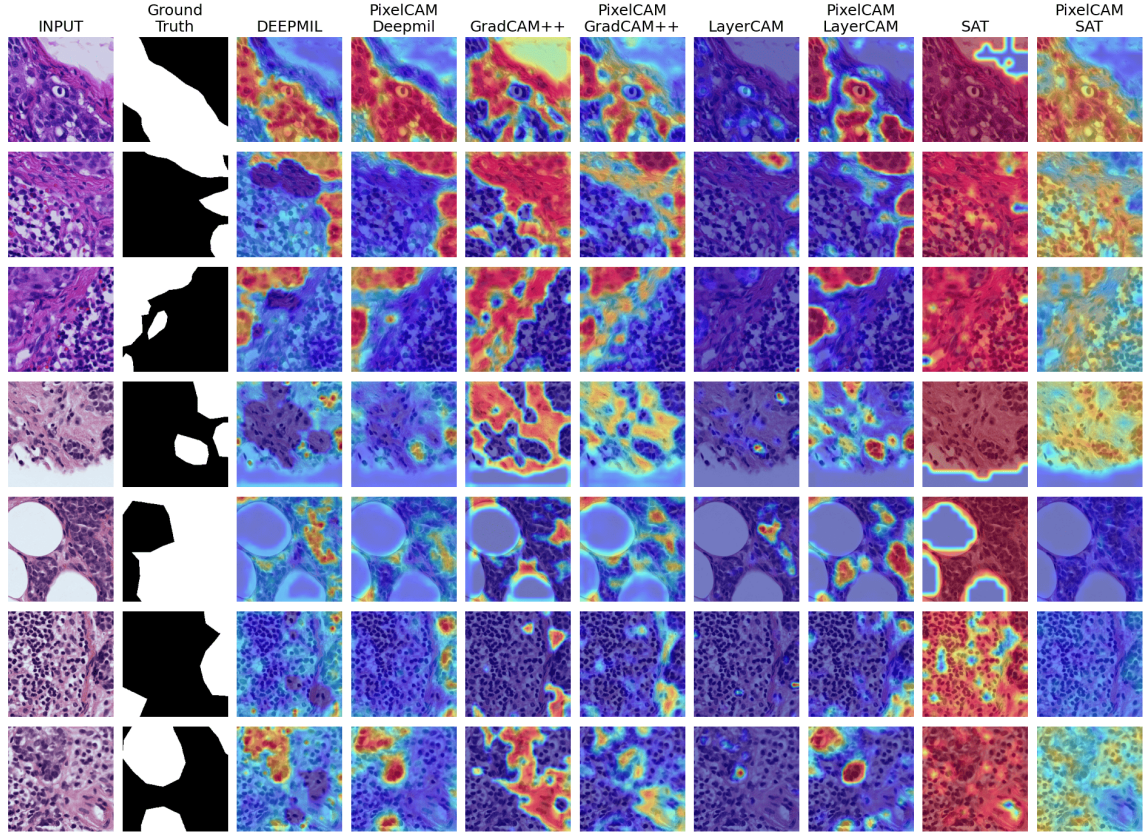 INPUT
Ground
Truth
DEEPMIL
PixelCAM
Deepmil
GradCAM++
PixelCAM
GradCAM++
LayerCAM
PixelCAM
LayerCAM
SAT
PixelCAM
SAT